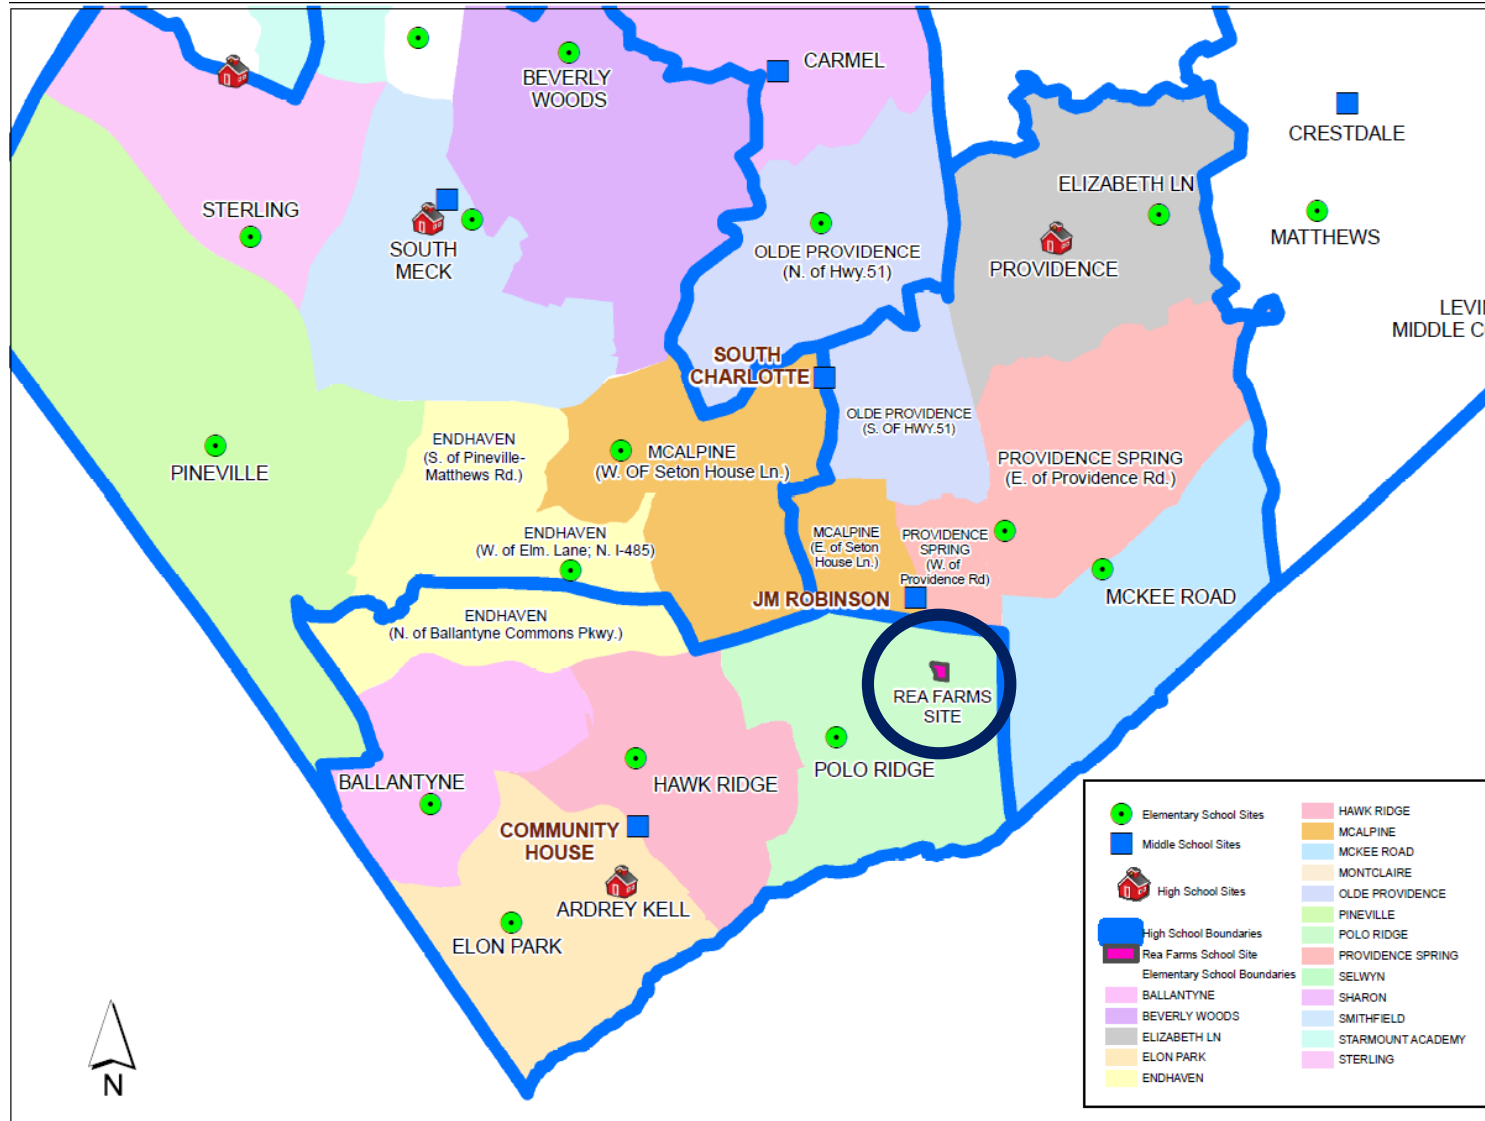 BEVERLY
WOODS
CARMEL
CRESTDALE
STERLING
SOUTH
MECK
OLDE PROVIDENCE
(N. of Hwy.51)
ELIZABETH LN
PROVIDENCE
MATTHEWS
LEVI
MIDDLE C
SOUTH
CHARLOTTE
OLDE PROVIDENCE
(S. OF HWY.51)
PINEVILLE
ENDHAVEN
(S. of Pineville-
Matthews Rd.)
MCALPINE
(W. OF Seton House Ln.)
PROVIDENCE SPRING
(E. of Providence Rd.)
ENDHAVEN
(W. of Elm. Lane; N. I-485)
MCALPINE
(E. of Seton
House Ln.)
PROVIDENCE
SPRING
(W. of
Providence Rd)
JM ROBINSON
MCKEE ROAD
ENDHAVEN
(N. of Ballantyne Commons Pkwy.)
REA FARMS
SITE
BALLANTYNE
HAWK RIDGE
POLO RIDGE
COMMUNITY
HOUSE
ARDREY KELL
ELON PARK
N
Elementary School Sites
Middle School Sites
High School Sites
High School Boundaries
Rea Farms School Site
Elementary School Boundaries
BALLANTYNE
BEVERLY WOODS
ELIZABETH LN
ELON PARK
ENDHAVEN
HAWK RIDGE
MCALPINE
MCKEE ROAD
MONTCLAIRE
OLDE PROVIDENCE
PINEVILLE
POLO RIDGE
PROVIDENCE SPRING
SELWYN
SHARON
SMITHFIELD
STARMOUNT ACADEMY
STERLING